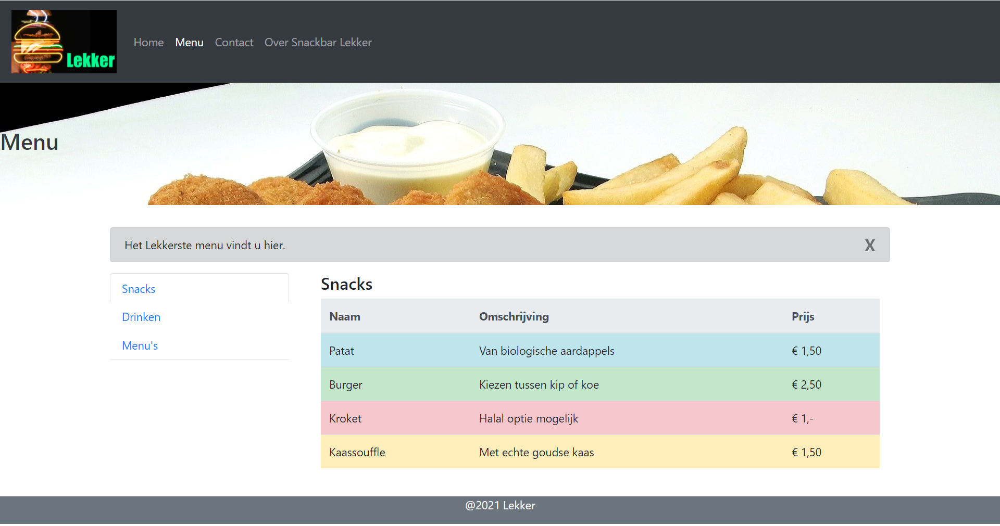 Lekker
Home Menu Contact Over Snackbar Lekker
Menu
Het Lekkerste menu vindt u hier. X
Snacks
Drinken
Menu's
Snacks
Naam Omschrijving Prijs
Patat Van biologische aardappels € 1,50
Burger Kiezen tussen kip of koe € 2,50
Kroket Halal optie mogelijk € 1,-
Kaassouffle Met echte goudse kaas € 1,50
@2021 Lekker